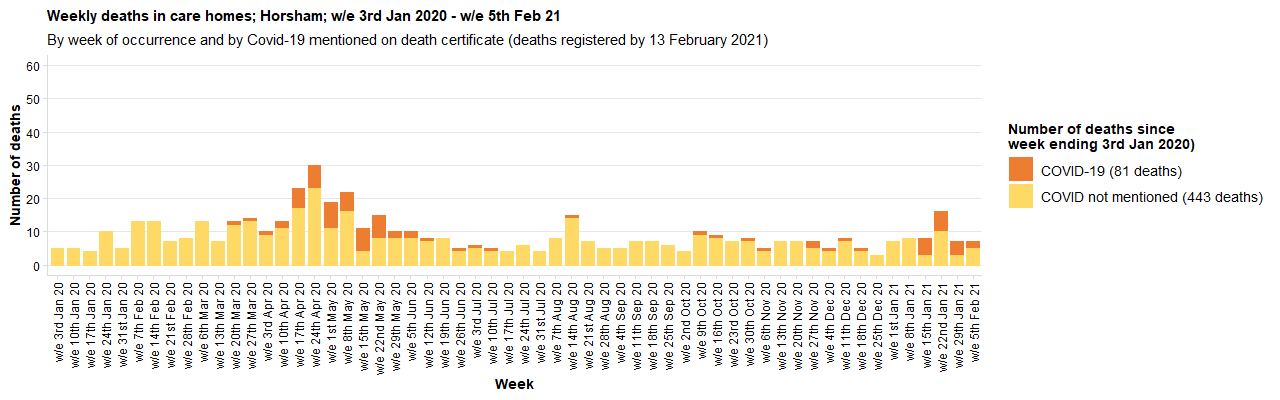 Weekly deaths in care homes; Horsham; w/e 3rd Jan 2020 - w/e 5th Feb 21
By week of occurrence and by Covid-19 mentioned on death certificate (deaths registered by 13 February 2021)
60
50
40
30
20
10
0
Number of deaths
w/e 3rd Jan 20
w/e 10th Jan 20
w/e 17th Jan 20
w/e 24th Jan 20
w/e 31st Jan 20
w/e 7th Feb 20
w/e 14th Feb 20
w/e 21st Feb 20
w/e 28th Feb 20
w/e 6th Mar 20
w/e 13th Mar 20
w/e 20th Mar 20
w/e 27th Mar 20
w/e 3rd Apr 20
w/e 10th Apr 20
w/e 17th Apr 20
w/e 24th Apr 20
w/e 1st May 20
w/e 8th May 20
w/e 15th May 20
w/e 22nd May 20
w/e 29th May 20
w/e 5th Jun 20
w/e 12th Jun 20
w/e 19th Jun 20
w/e 26th Jun 20
w/e 3rd Jul 20
w/e 10th Jul 20
w/e 17th Jul 20
w/e 24th Jul 20
w/e 31st Jul 20
w/e 7th Aug 20
w/e 14th Aug 20
w/e 21st Aug 20
w/e 28th Aug 20
w/e 4th Sep 20
w/e 11th Sep 20
w/e 18th Sep 20
w/e 25th Sep 20
w/e 2nd Oct 20
w/e 9th Oct 20
w/e 16th Oct 20
w/e 23rd Oct 20
w/e 30th Oct 20
w/e 6th Nov 20
w/e 13th Nov 20
w/e 20th Nov 20
w/e 27th Nov 20
w/e 4th Dec 20
w/e 11th Dec 20
w/e 18th Dec 20
w/e 25th Dec 20
w/e 1st Jan 21
w/e 8th Jan 21
w/e 15th Jan 21
w/e 22nd Jan 21
w/e 29th Jan 21
w/e 5th Feb 21
Week
Number of deaths since
week ending 3rd Jan 2020)
COVID-19 (81 deaths)
COVID not mentioned (443 deaths)